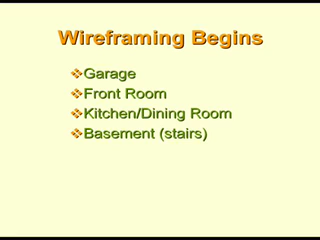 Wireframing Begins
Garage
Front Room
Kitchen/Dining Room
Basement (stairs)